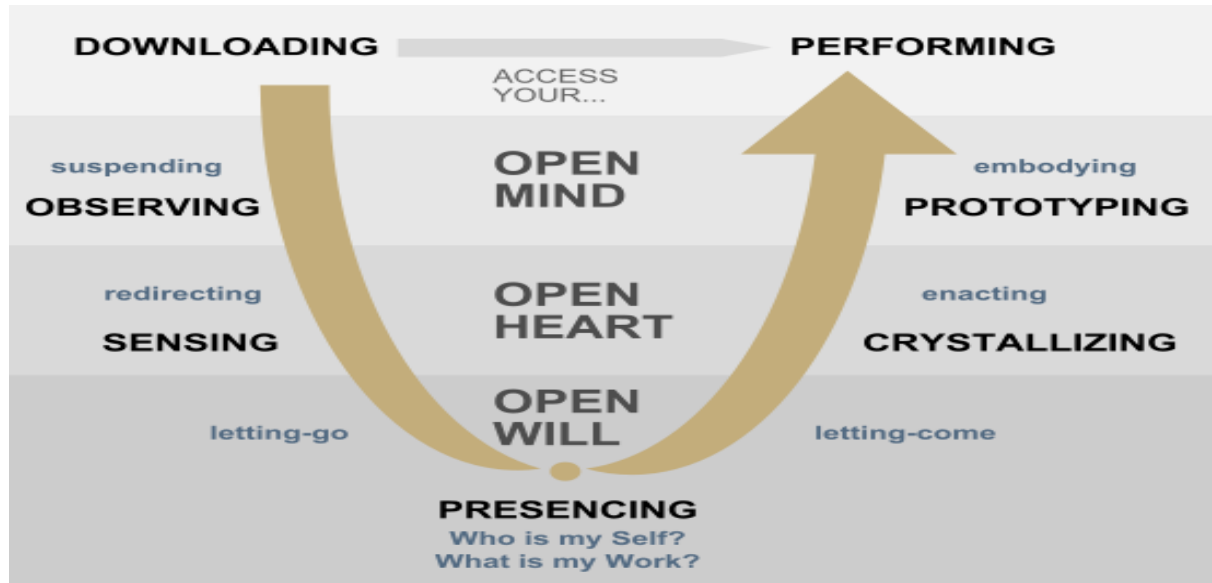 DOWNLOADING
PERFORMING
ACCESS
YOUR...
suspending
OBSERVING
OPEN
MIND
embodying
PROTOTYPING
redirecting
SENSING
OPEN
HEART
enacting
CRYSTALLIZING
letting-go
OPEN
WILL
letting-come
PRESENCING
Who is my Self?
What is my Work?